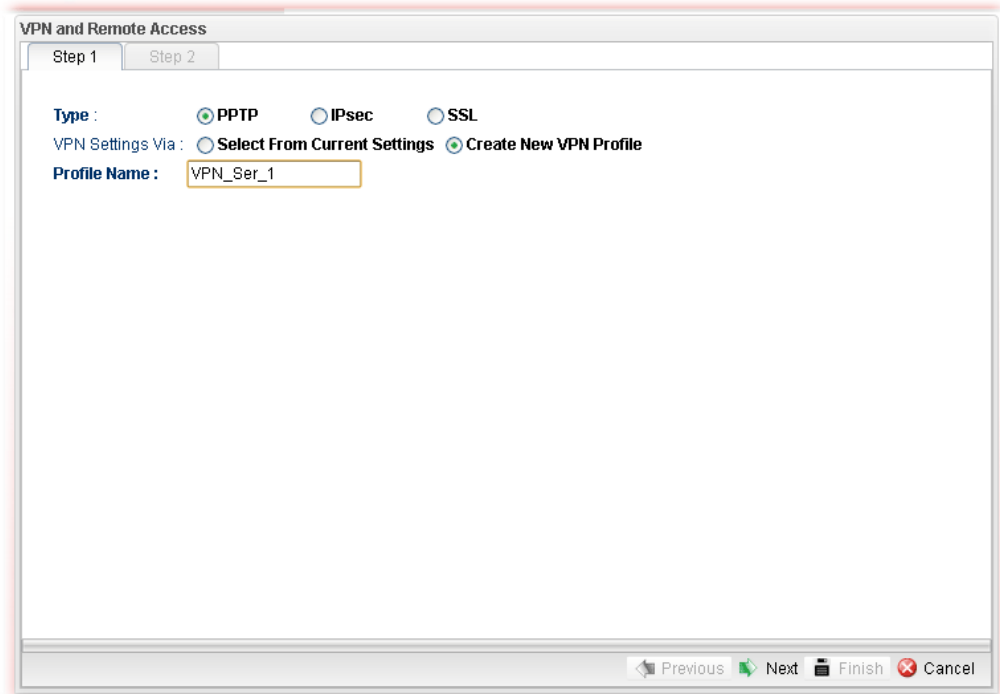 VPN and Remote Access
Step 1 Step 2
Type : PPTP IPsec SSL
VPN Settings Via : Select From Current Settings Create New VPN Profile
Profile Name : VPN_Ser_1
Previous Next Finish Cancel